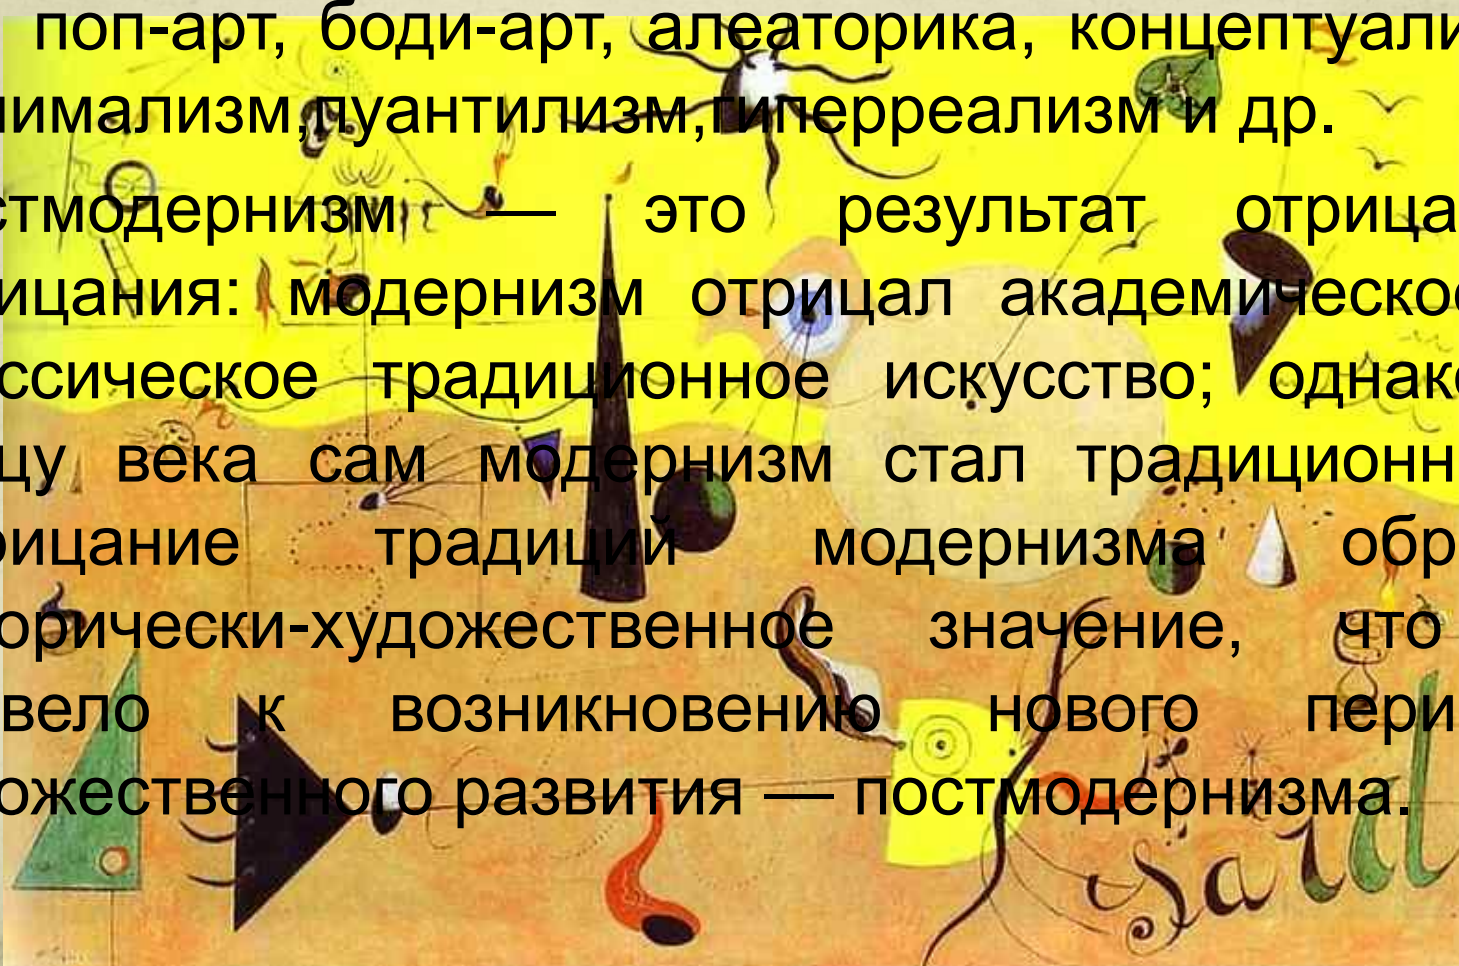 поп-арт, боди-арт, алеаторика, концептуали
нимализм,пуантилизм,гиперреализм и др.
стмодернизм — это результат отрица
ицания: модернизм отрицал академическое
ссическое традиционное искусство; однако
цу века сам модернизм стал традиционн
рицание традиций модернизма обр
орически-художественное значение, что
вело к возникновению нового пери
ожественного развития — постмодернизма.
sard